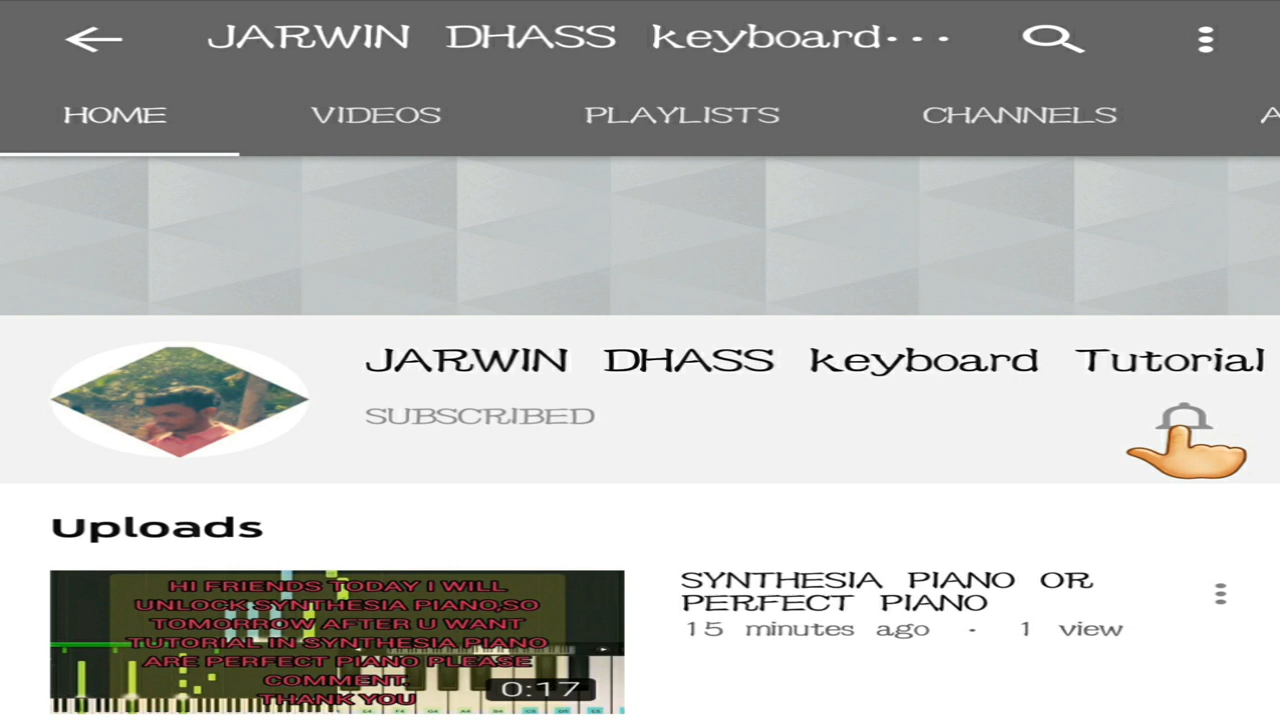 JARWIN DHASS keyboard...
HOME VIDEOS PLAYLISTS CHANNELS A
JARWIN DHASS keyboard Tutorial
SUBSCRIBED
Uploads
HI FRIENDS TODAY I WILL
UNLOCK SYNTHESIA PIANO,SO
TOMORROW AFTER U WANT
TUTORIAL IN SYNTHESIA PIANO
ARE PERFECT PIANO PLEASE
COMMENT.
THANK YOU
0:17
SYNTHESIA PIANO OR
PERFECT PIANO
15 minutes ago · 1 view